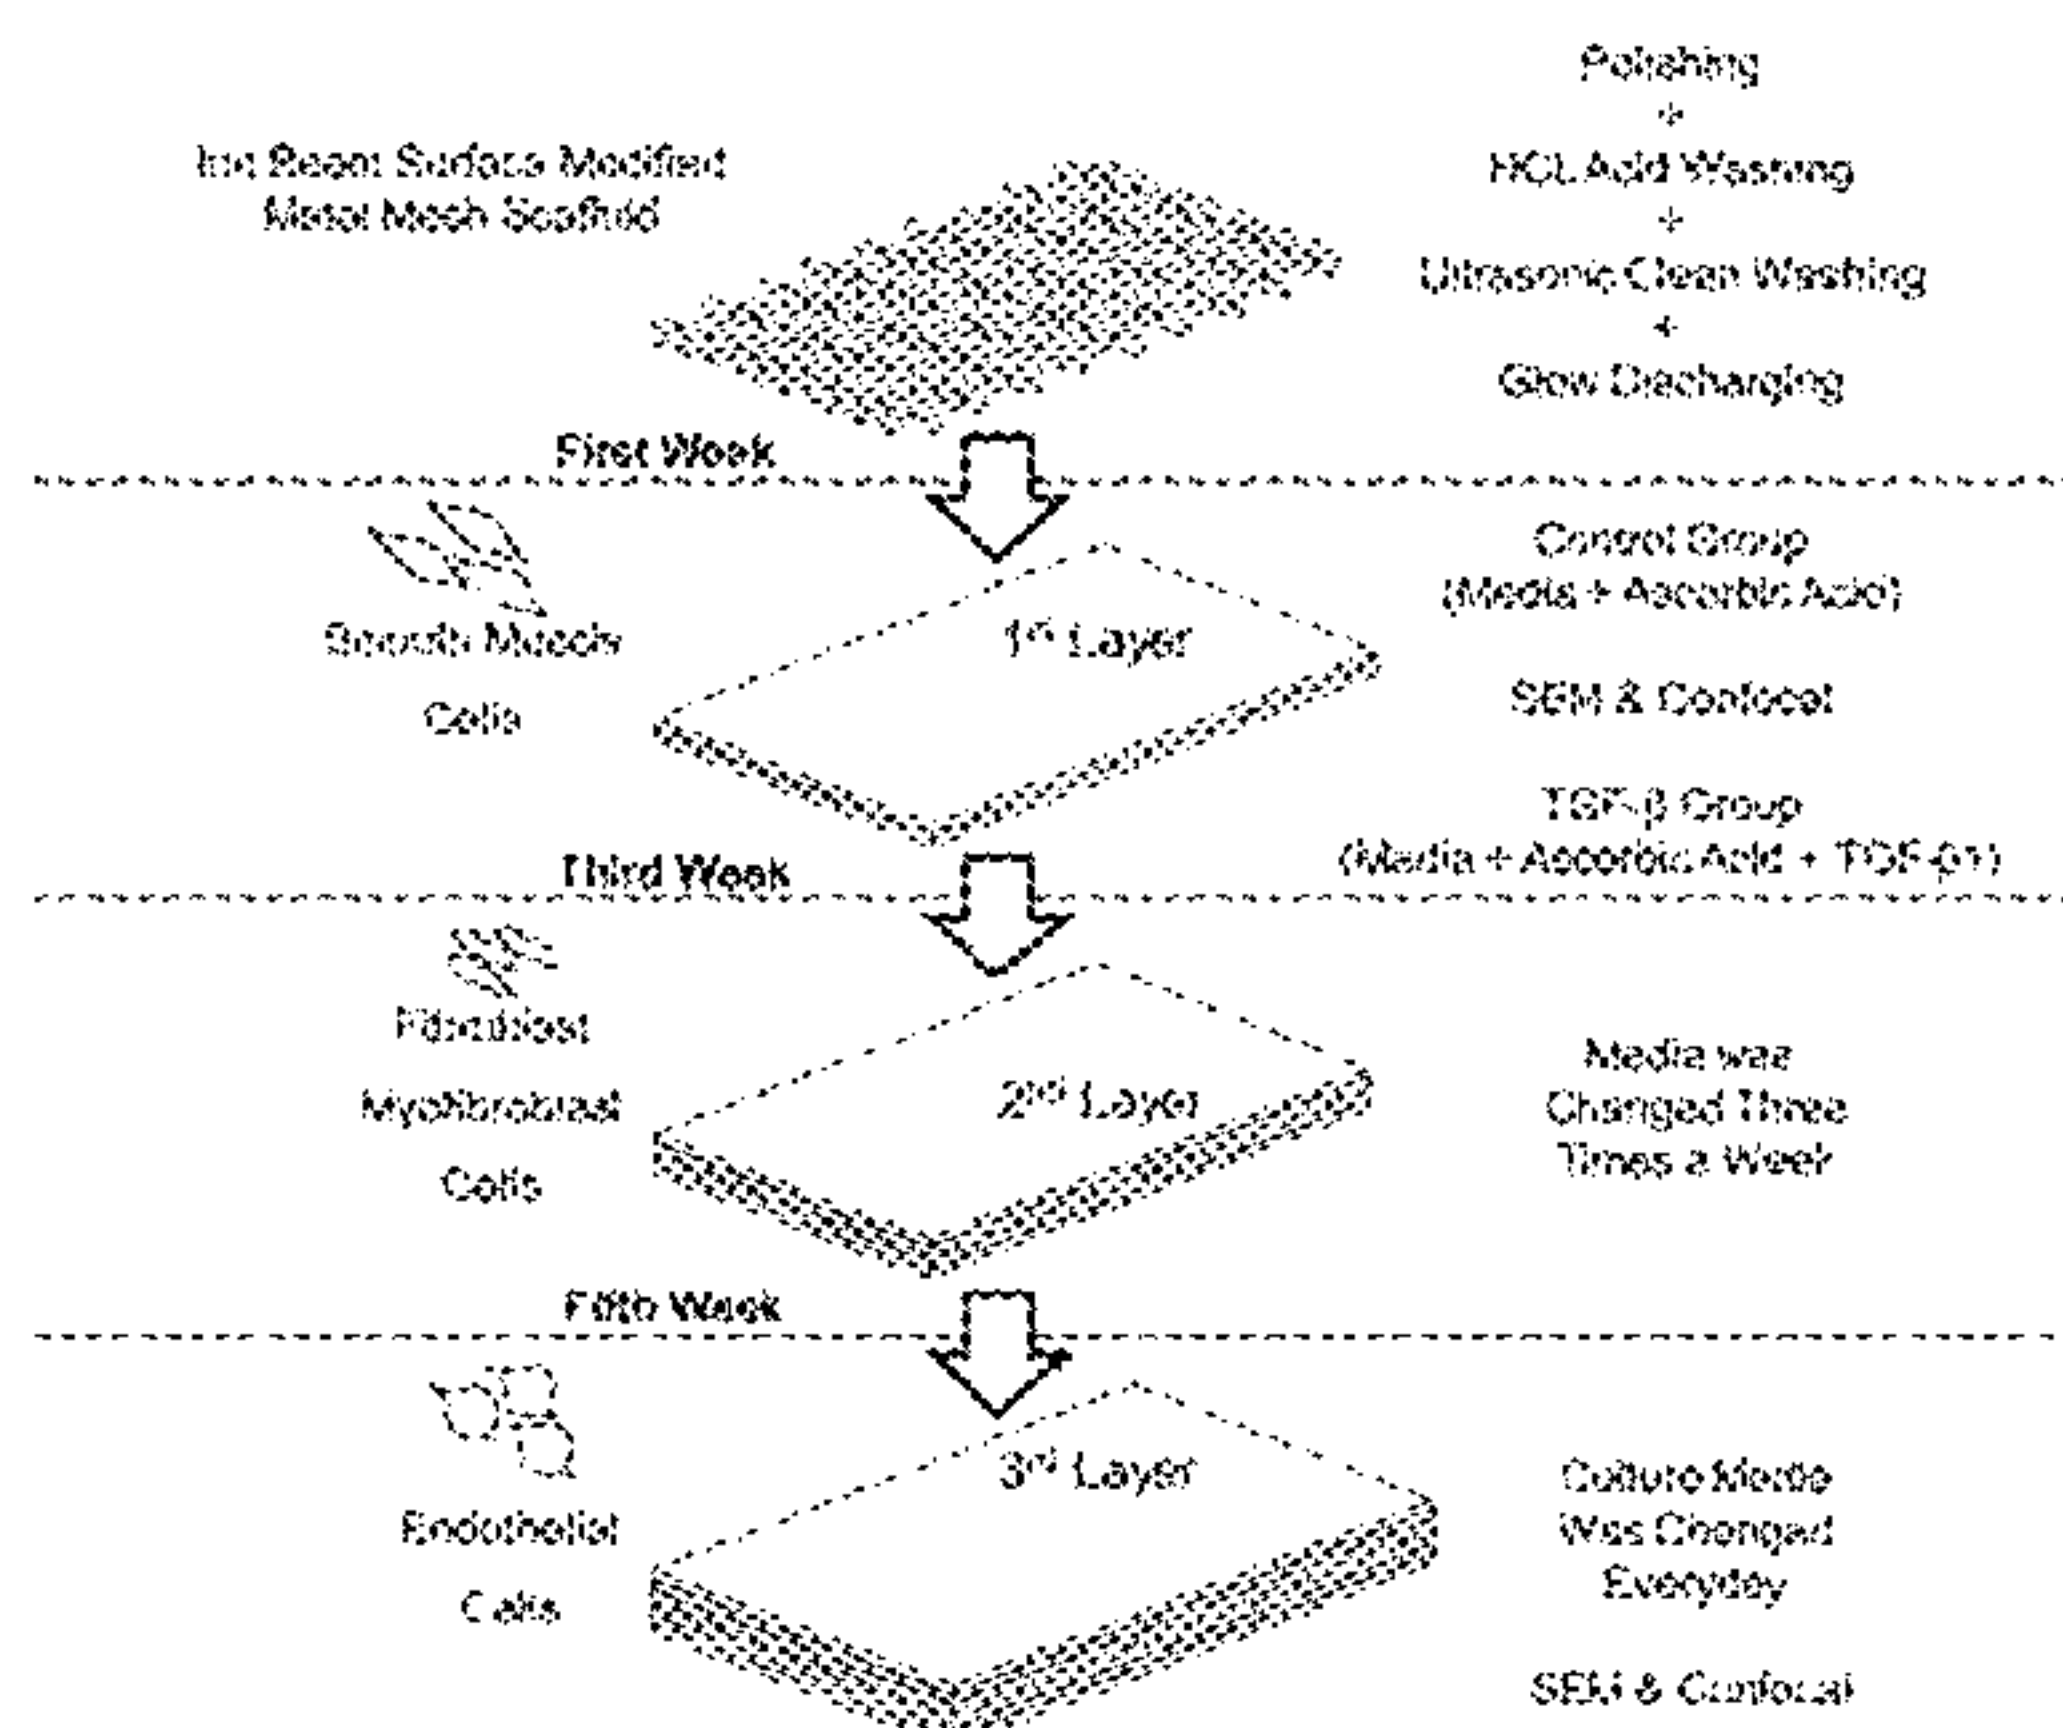 Ion Beam Surface Modified
Metal Mesh Scaffold
Polishing
+
HCL Acid Washing
+
Ultrasonic Clean Washing
+
Glow Discharging
First Week
Smooth Muscle
Cells
1st Layer
Control Group
(Media + Ascorbic Acid)
SEM & Confocal
TGF-β Group
(Media + Ascorbic Acid + TGF-β1)
Third Week
Fibroblast
Myofibroblast
Cells
2nd Layer
Media was
Changed Three
Times a Week
Fifth Week
Endothelial
Cells
3rd Layer
Culture Media
Was Changed
Everyday
SEM & Confocal